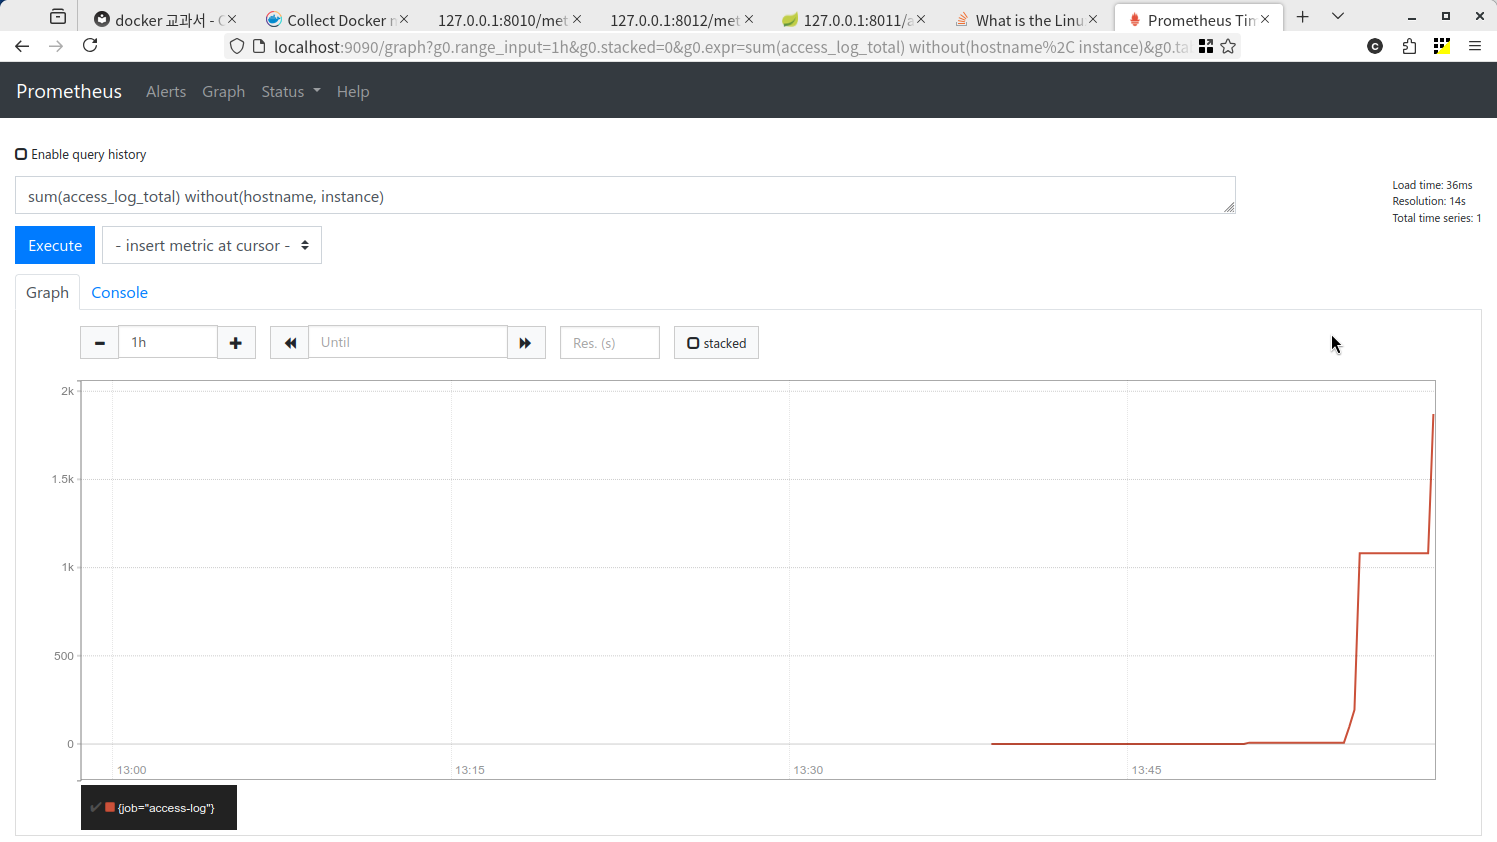 docker 교과서 - C
Collect Docker m
127.0.0.1:8010/met
127.0.0.1:8012/met
127.0.0.1:8011/a
What is the Linu
Prometheus Tim
localhost:9090/graph?g0.range_input=1h&g0.stacked=0&g0.expr=sum(access_log_total) without(hostname%2C instance)&g0.ta
Prometheus Alerts Graph Status Help
Enable query history
sum(access_log_total) without(hostname, instance)
Load time: 36ms
Resolution: 14s
Total time series: 1
Execute - insert metric at cursor -
Graph Console
1h Until Res. (s) stacked
2k
1.5k
1k
500
0
13:00 13:15 13:30 13:45
{job="access-log"}